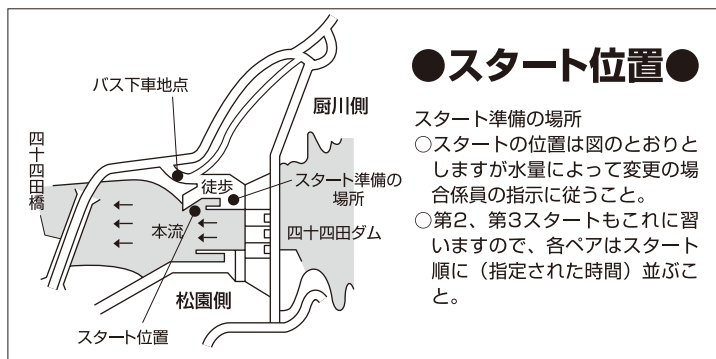 ●スタート位置●
スタート準備の場所
○スタートの位置は図のとおりと
しますが水量によって変更の場
合係員の指示に従うこと。
○第2、第3スタートもこれに習
いますので、各ペアはスタート
順に（指定された時間）並ぶこ
と。
バス下車地点
厨川側
四十四田橋
徒歩
スタート準備の
場所
本流
四十四田ダム
松園側
スタート位置